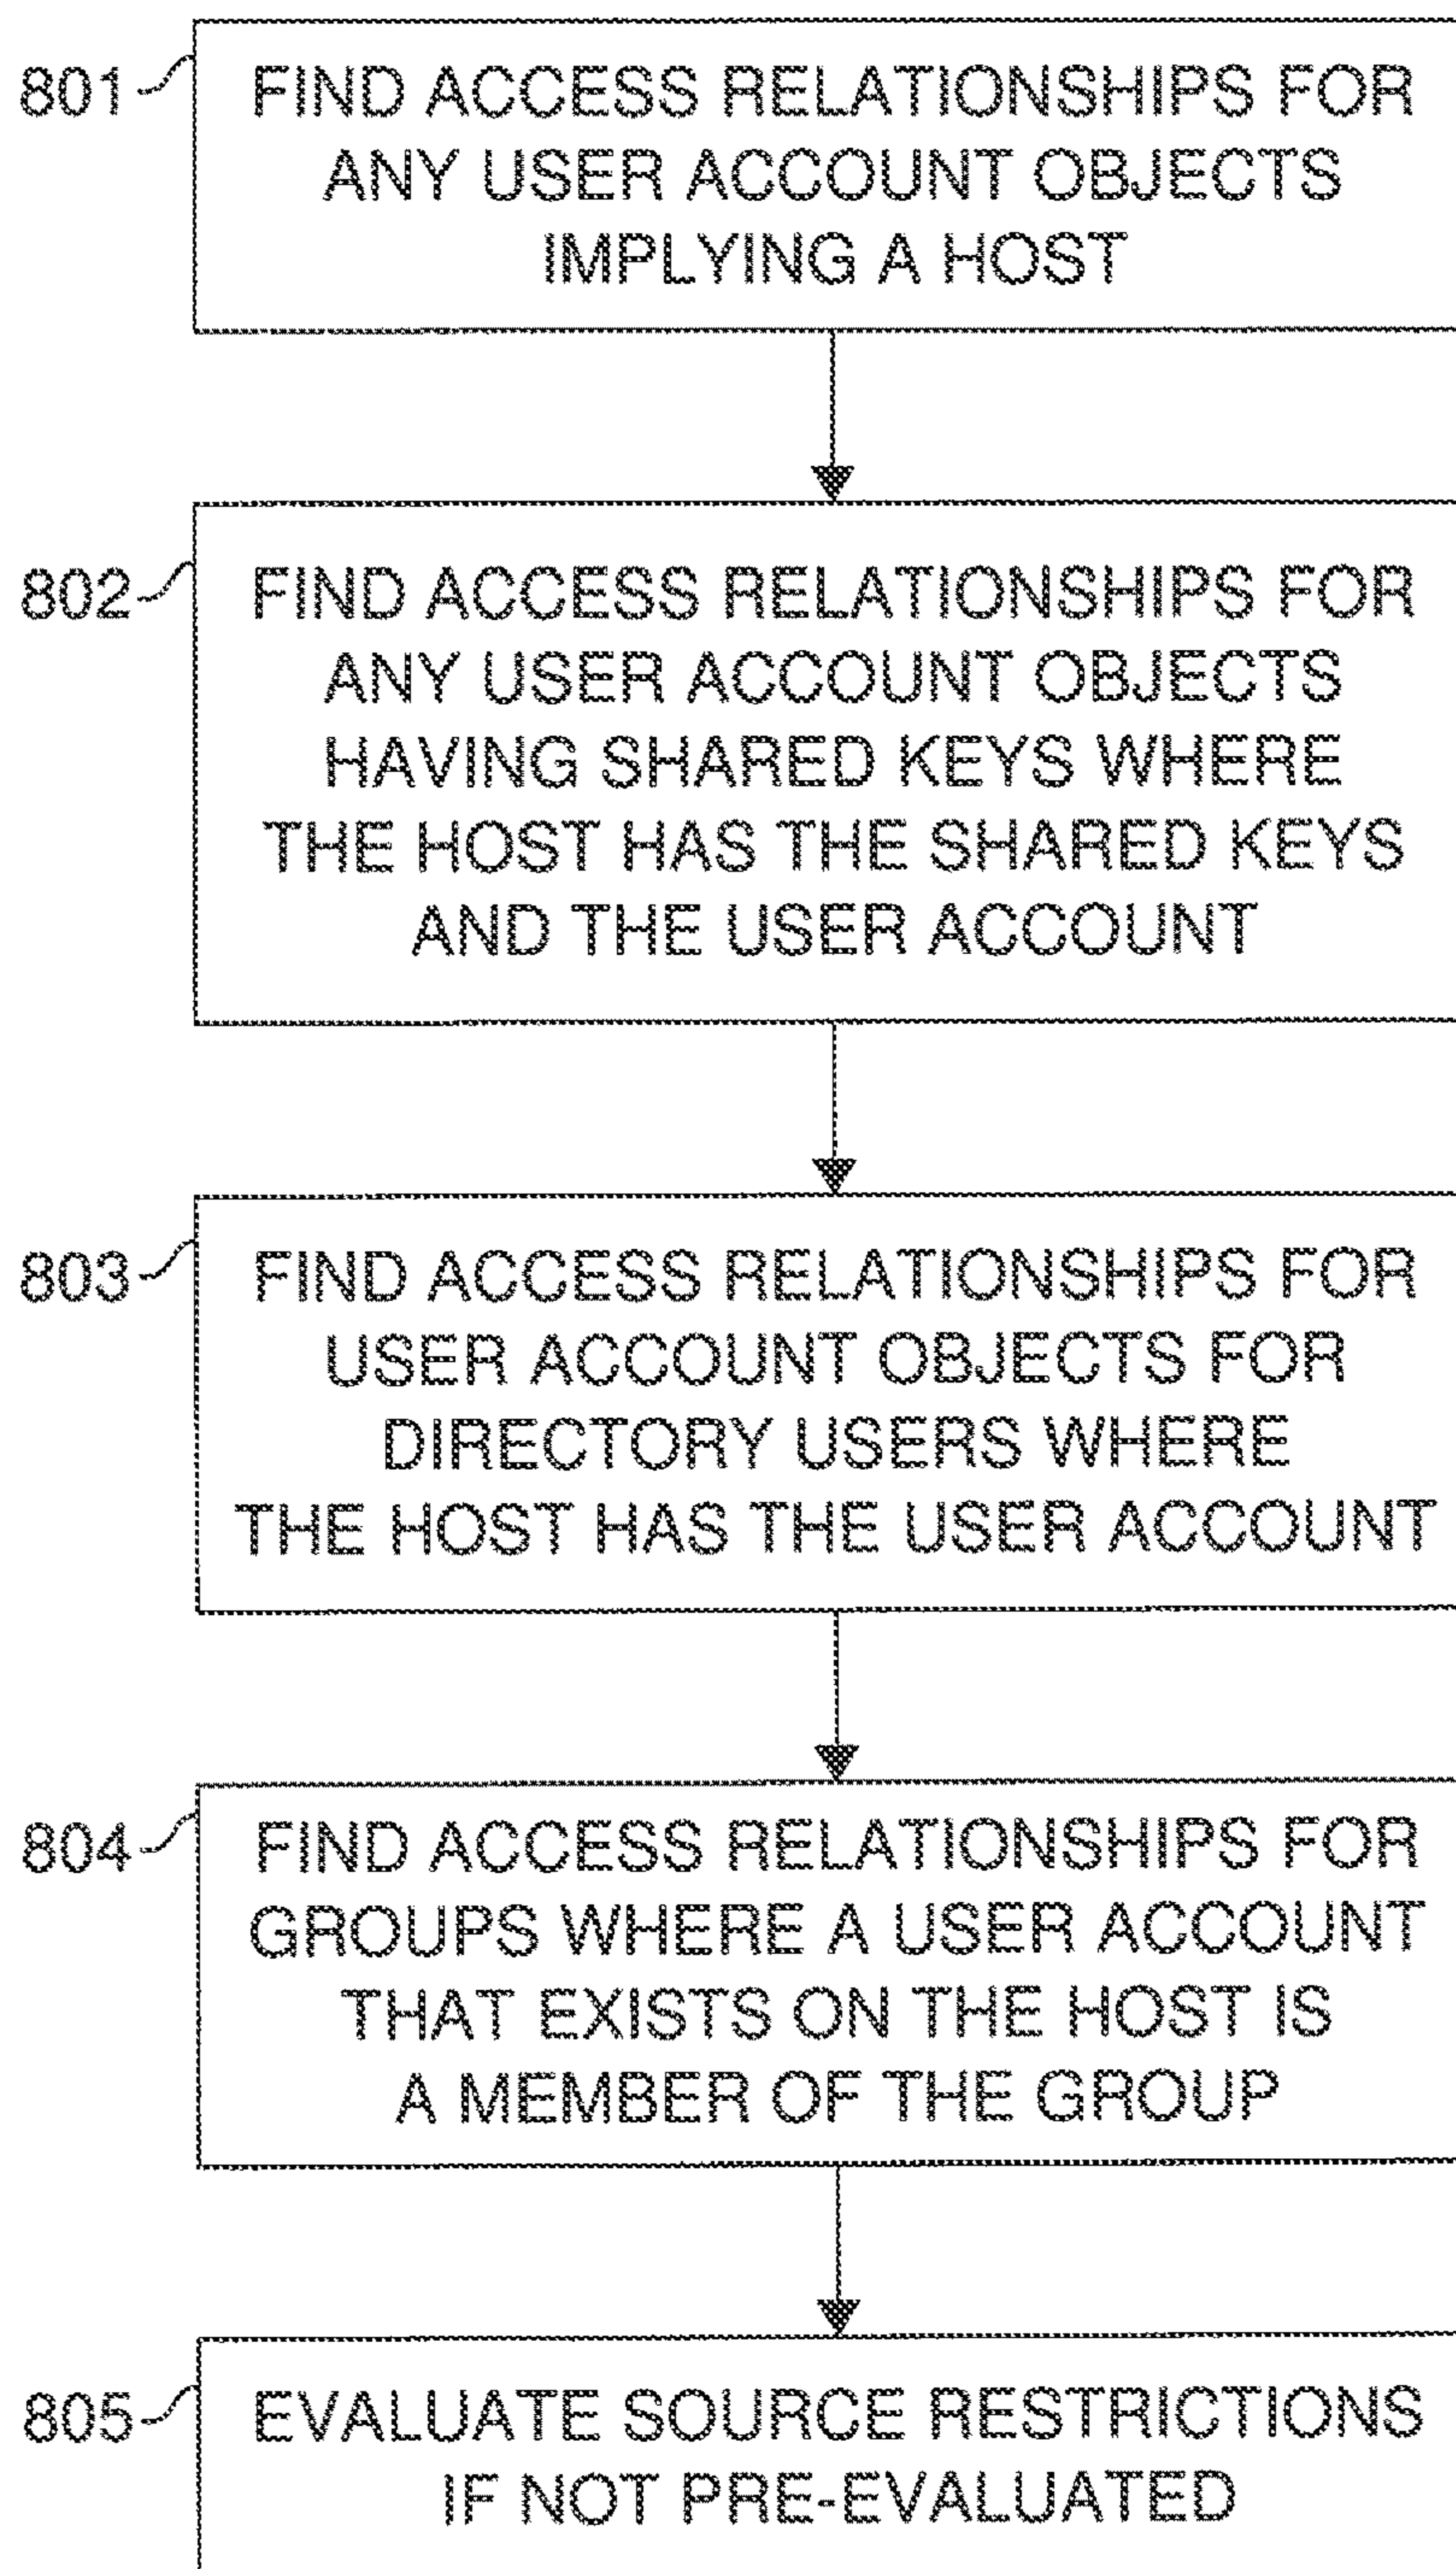 801
FIND ACCESS RELATIONSHIPS FOR
ANY USER ACCOUNT OBJECTS
IMPLYING A HOST
802
FIND ACCESS RELATIONSHIPS FOR
ANY USER ACCOUNT OBJECTS
HAVING SHARED KEYS WHERE
THE HOST HAS THE SHARED KEYS
AND THE USER ACCOUNT
803
FIND ACCESS RELATIONSHIPS FOR
USER ACCOUNT OBJECTS FOR
DIRECTORY USERS WHERE
THE HOST HAS THE USER ACCOUNT
804
FIND ACCESS RELATIONSHIPS FOR
GROUPS WHERE A USER ACCOUNT
THAT EXISTS ON THE HOST IS
A MEMBER OF THE GROUP
805
EVALUATE SOURCE RESTRICTIONS
IF NOT PRE-EVALUATED